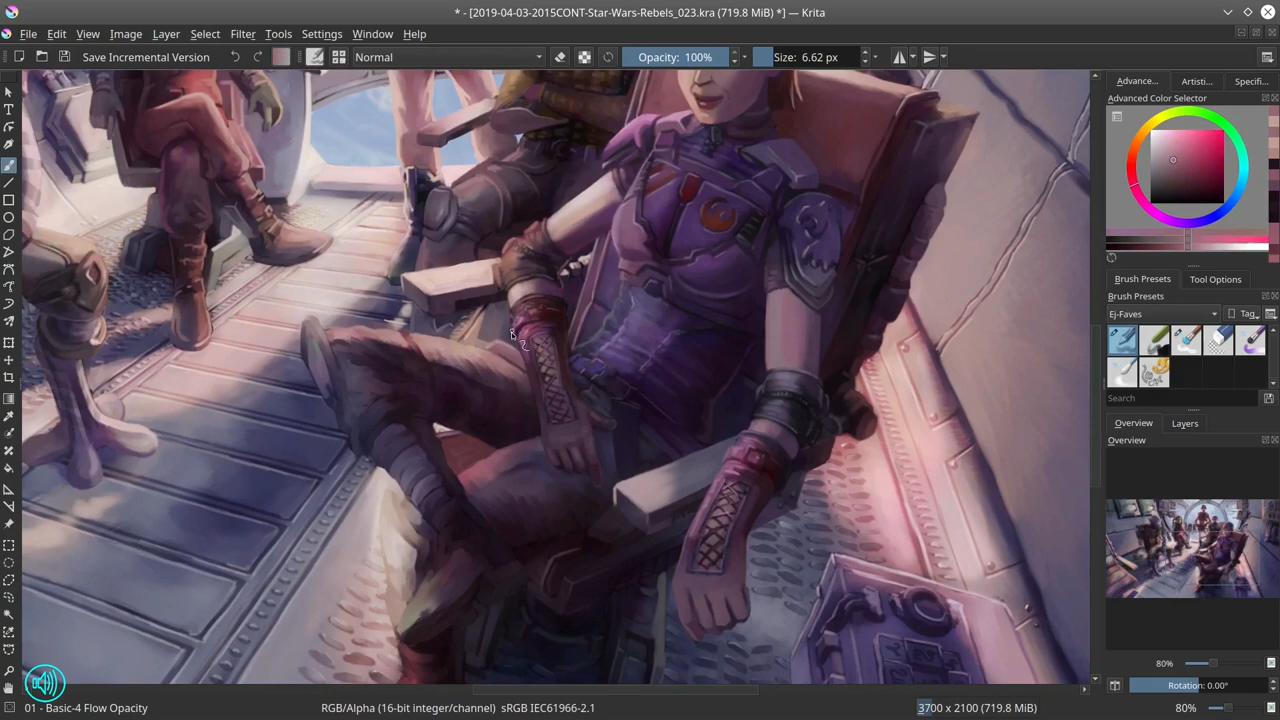 * - [2019-04-03-2015CONT-Star-Wars-Rebels_023.kra (719.8 MiB) *] — Krita
File Edit View Image Layer Select Filter Tools Settings Window Help
Save Incremental Version Normal Opacity: 100% Size: 6.62 px
Advance... Artisti... Specifi...
Advanced Color Selector
Brush Presets Tool Options
Brush Presets
Ej-Faves Tag
Search
Overview Layers
Overview
80%
Rotation: 0.00°
01 - Basic-4 Flow Opacity RGB/Alpha (16-bit integer/channel) sRGB IEC61966-2.1 3700 x 2100 (719.8 MiB) 80%